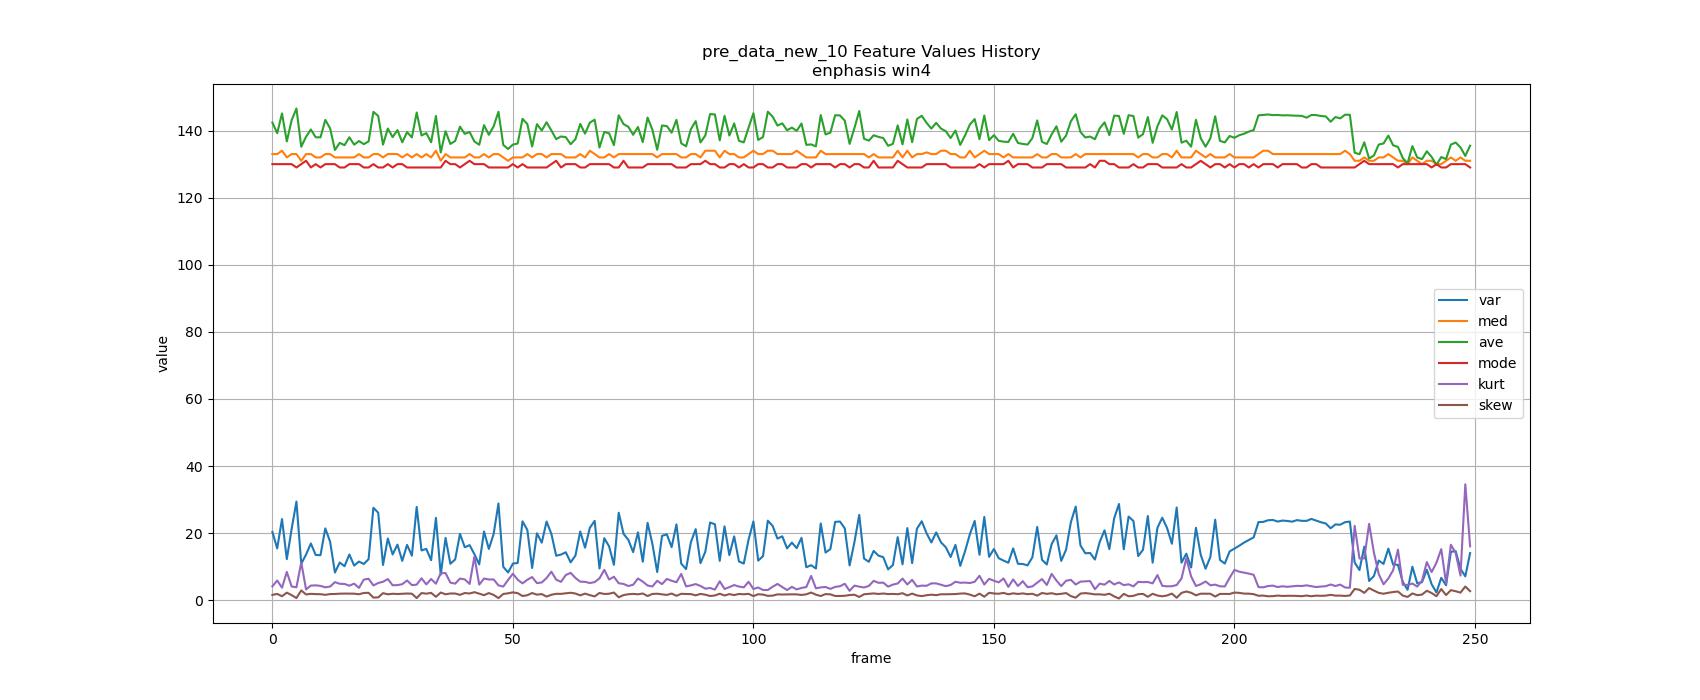 pre_data_new_10 Feature Values History
enphasis win4
140
120
100
80
60
40
20
0
value
0
50
100
150
200
250
frame
var
med
ave
mode
kurt
skew